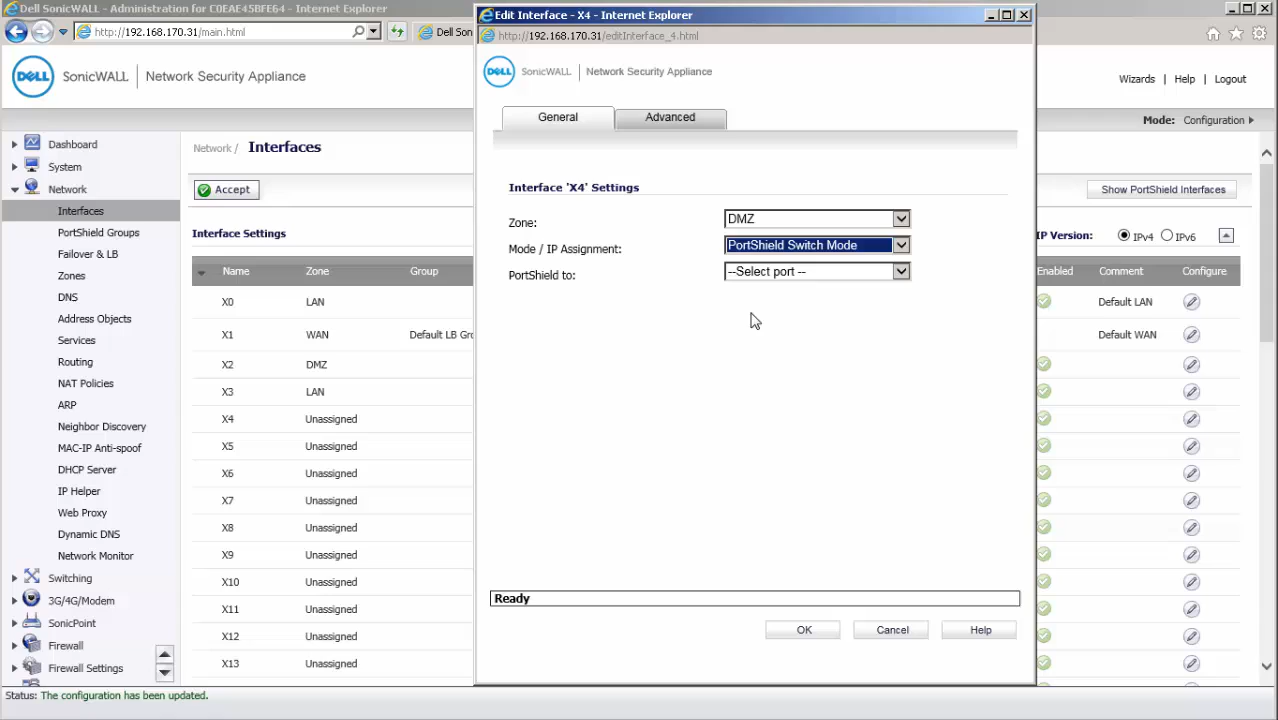 Dell SonicWALL - Administration for C0EAE45BFE64 - Internet Explorer
http://192.168.170.31/main.html
Dell Son
DELL SonicWALL Network Security Appliance
Wizards | Help | Logout
Mode: Configuration
Dashboard
System
Network
Interfaces
PortShield Groups
Failover & LB
Zones
DNS
Address Objects
Services
Routing
NAT Policies
ARP
Neighbor Discovery
MAC-IP Anti-spoof
DHCP Server
IP Helper
Web Proxy
Dynamic DNS
Network Monitor
Switching
3G/4G/Modem
SonicPoint
Firewall
Firewall Settings
Network / Interfaces
Accept
Show PortShield Interfaces
Interface Settings
IP Version: IPv4 IPv6
Name Zone Group Enabled Comment Configure
X0 LAN Default LAN
X1 WAN Default LB Gro Default WAN
X2 DMZ
X3 LAN
X4 Unassigned
X5 Unassigned
X6 Unassigned
X7 Unassigned
X8 Unassigned
X9 Unassigned
X10 Unassigned
X11 Unassigned
X12 Unassigned
X13 Unassigned
Edit Interface - X4 - Internet Explorer
http://192.168.170.31/editInterface_4.html
DELL SonicWALL Network Security Appliance
General Advanced
Interface 'X4' Settings
Zone: DMZ
Mode / IP Assignment: PortShield Switch Mode
PortShield to: --Select port --
Ready
OK Cancel Help
Status: The configuration has been updated.